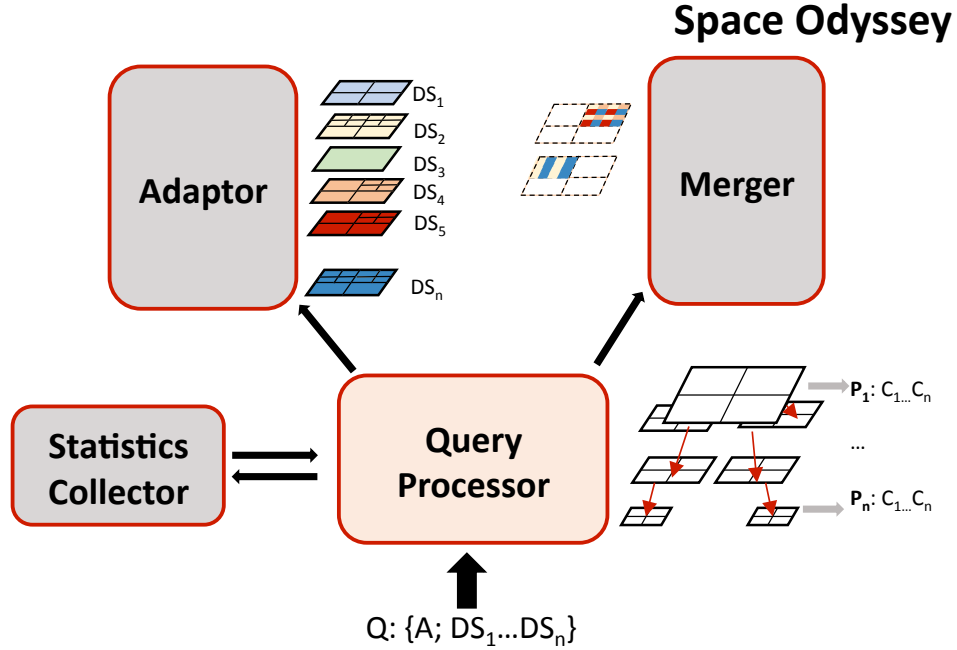 Space Odyssey
Adaptor
DS₁
DS₂
DS₃
DS₄
DS₅
DSₙ
Merger
Statistics
Collector
Query
Processor
P₁: C₁...Cₙ
...
Pₙ: C₁...Cₙ
Q: {A; DS₁...DSₙ}